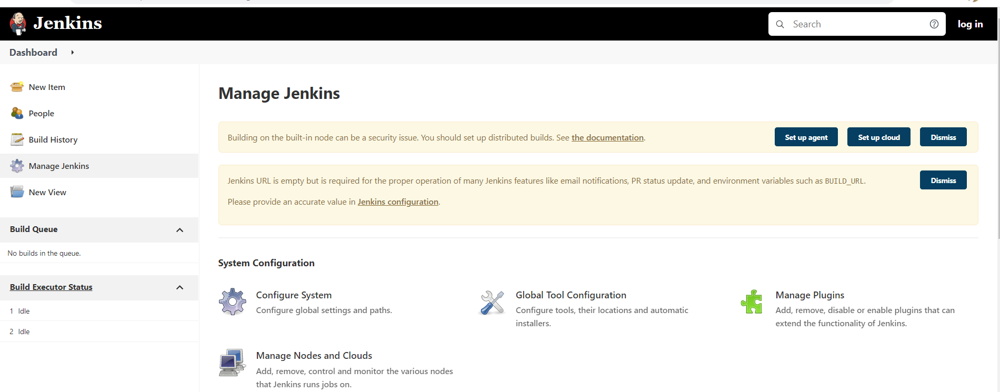 Jenkins
Search
log in
Dashboard
New Item
People
Build History
Manage Jenkins
New View
Build Queue
No builds in the queue.
Build Executor Status
1 Idle
2 Idle
Manage Jenkins
Building on the built-in node can be a security issue. You should set up distributed builds. See the documentation.
Set up agent
Set up cloud
Dismiss
Jenkins URL is empty but is required for the proper operation of many Jenkins features like email notifications, PR status update, and environment variables such as BUILD_URL.
Dismiss
Please provide an accurate value in Jenkins configuration.
System Configuration
Configure System
Configure global settings and paths.
Global Tool Configuration
Configure tools, their locations and automatic
installers.
Manage Plugins
Add, remove, disable or enable plugins that can
extend the functionality of Jenkins.
Manage Nodes and Clouds
Add, remove, control and monitor the various nodes
that Jenkins runs jobs on.